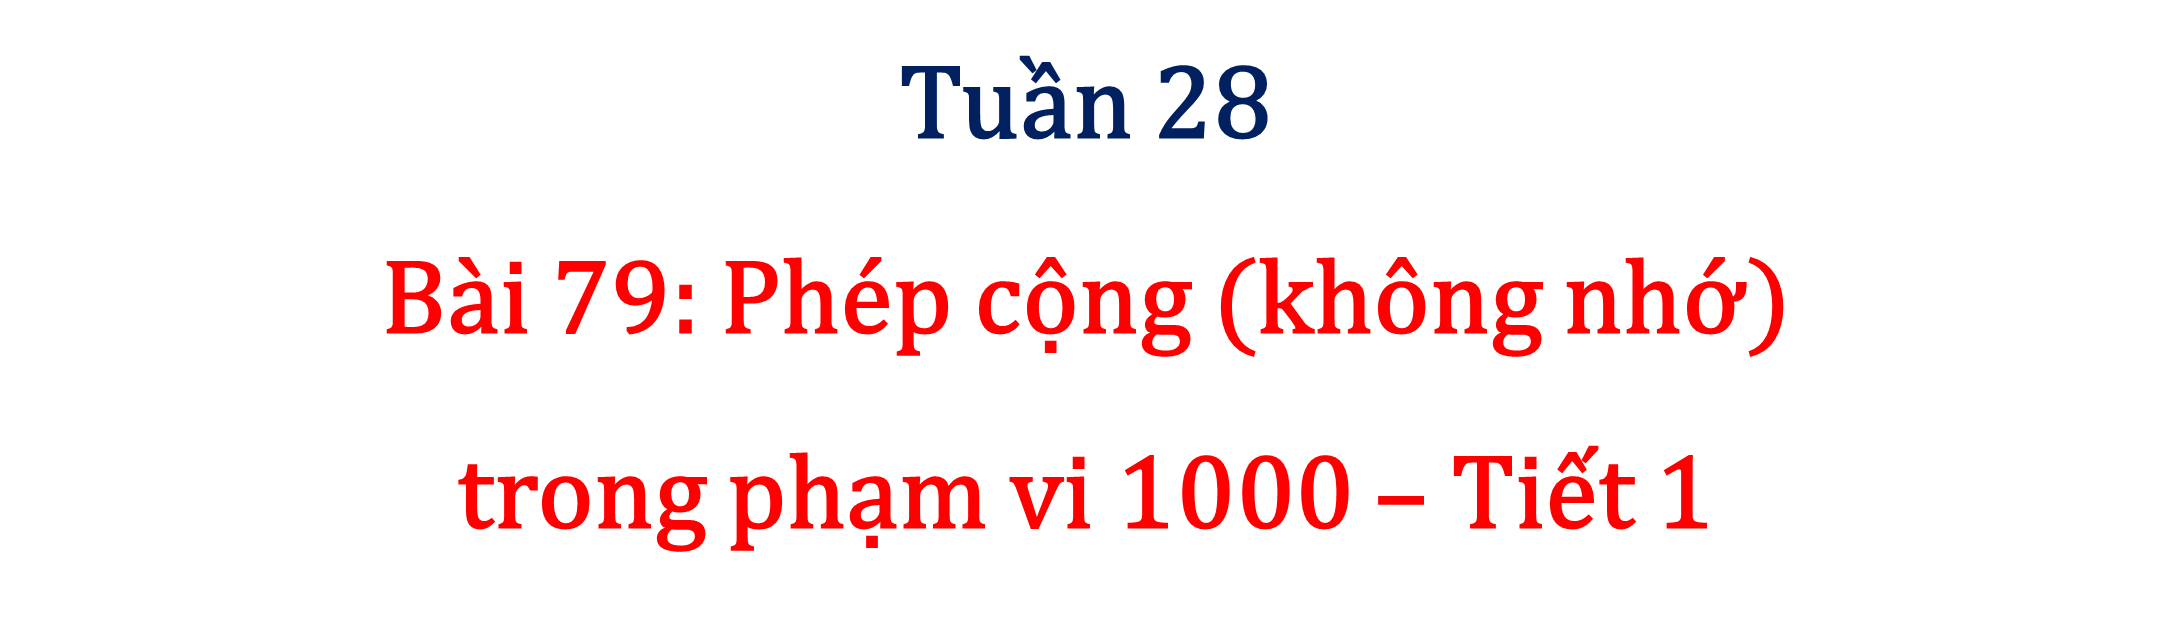 Tuần 28
Bài 79: Phép cộng (không nhớ)
trong phạm vi 1000 – Tiết 1